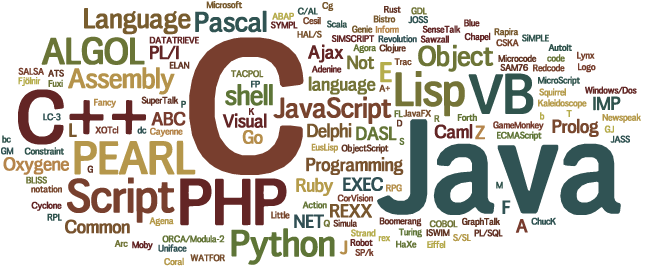 Microsoft
C/AL Cg
Rust GDL
Language Pascal
ABAP Cesil Scala
Bistro JOSS
SenseTalk Blue
DATATRIEVE
SYMPL
Genie Inform
SIMSCRIPT Revolution
Sawzall Chapel Rapira
CSKA SiMPLE
HAL/S
ALGOL PL/I
Ajax
Agora Clojure
Object
AutoIt
ELAN
Not
Microcode code Lynx
SALSA ATS
Assembly
TACPOL
Adenine
Trac
SAM76 Redcode Logo
Fjölnir Fuxi
FP
language E A+
Lisp VB
MicroScript
Windows/Dos
C++
Fancy SuperTalk P
shell
K
C
JavaScript
Squirrel
Kaleidoscope IMP
LC-3
ABC
Visual
FL JavaFX R Forth
b T Newspeak
L XOTcl dc Cayenne
Go
Delphi DASL D
S
Caml Z
GameMonkey
ECMAScript
Prolog GJ
JASS
bc
GM Constraint
PEARL
EusLisp ObjectScript
Oxygene
G
Programming
Java
BLISS
notation
Script PHP
Ruby EXEC RPG
M
F
Cyclone
CorVision
Action REXX
RPL
Common
Agena
Little
NET Q Simula
Boomerang COBOL GraphTalk
A ChucK
Turing ISWIM PL/SQL
Arc Moby ORCA/Modula-2
Uniface
Python
J
Strand rex
Robot
HaXe Eiffel S/SL
Coral WATFOR
SP/k